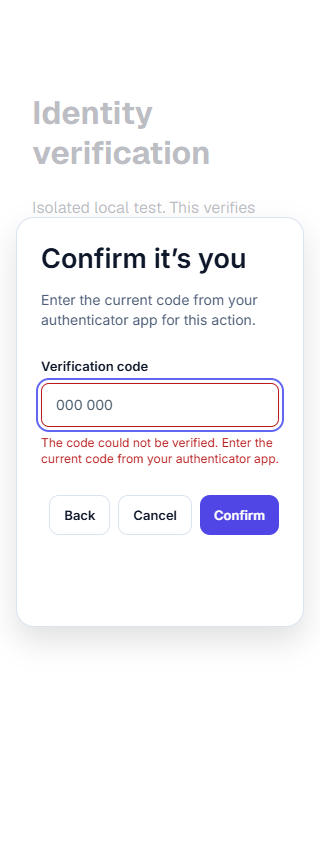 Identity
verification
Isolated local test. This verifies
Confirm it’s you
Enter the current code from your
authenticator app for this action.
Verification code
000 000
The code could not be verified. Enter the
current code from your authenticator app.
Back
Cancel
Confirm